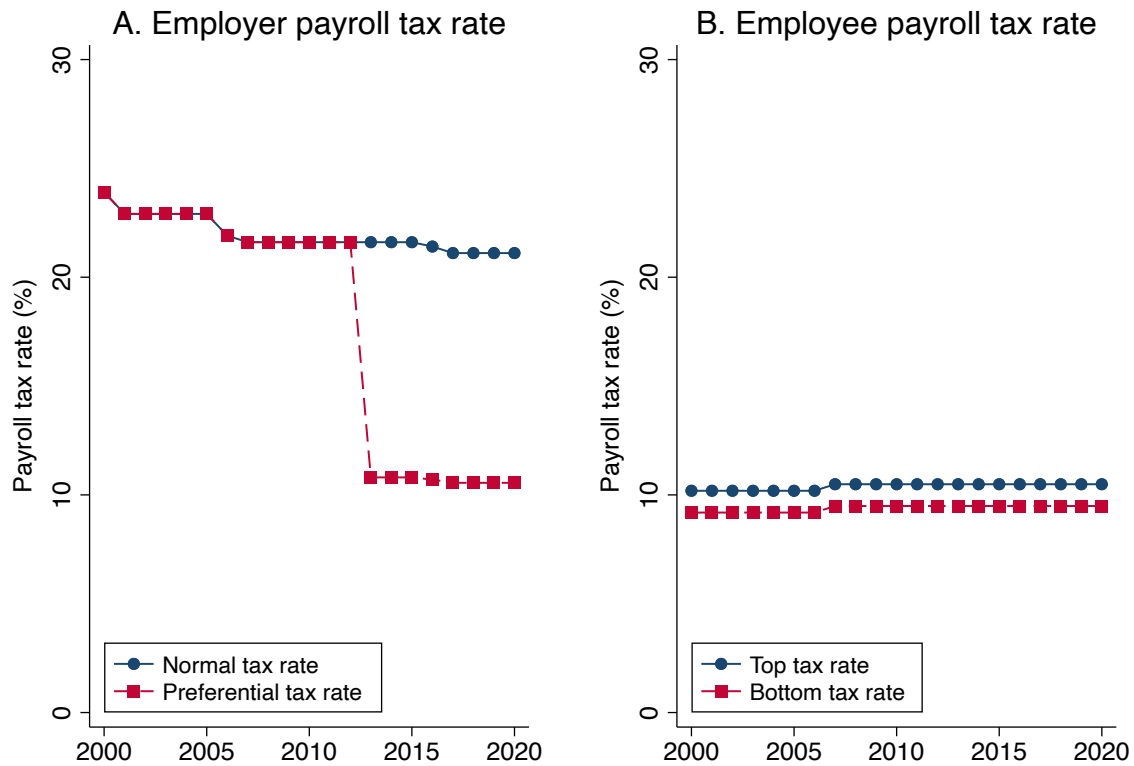 A. Employer payroll tax rate
Payroll tax rate (%)
30
20
10
0
Normal tax rate
Preferential tax rate
2000 2005 2010 2015 2020
B. Employee payroll tax rate
Payroll tax rate (%)
30
20
10
0
Top tax rate
Bottom tax rate
2000 2005 2010 2015 2020